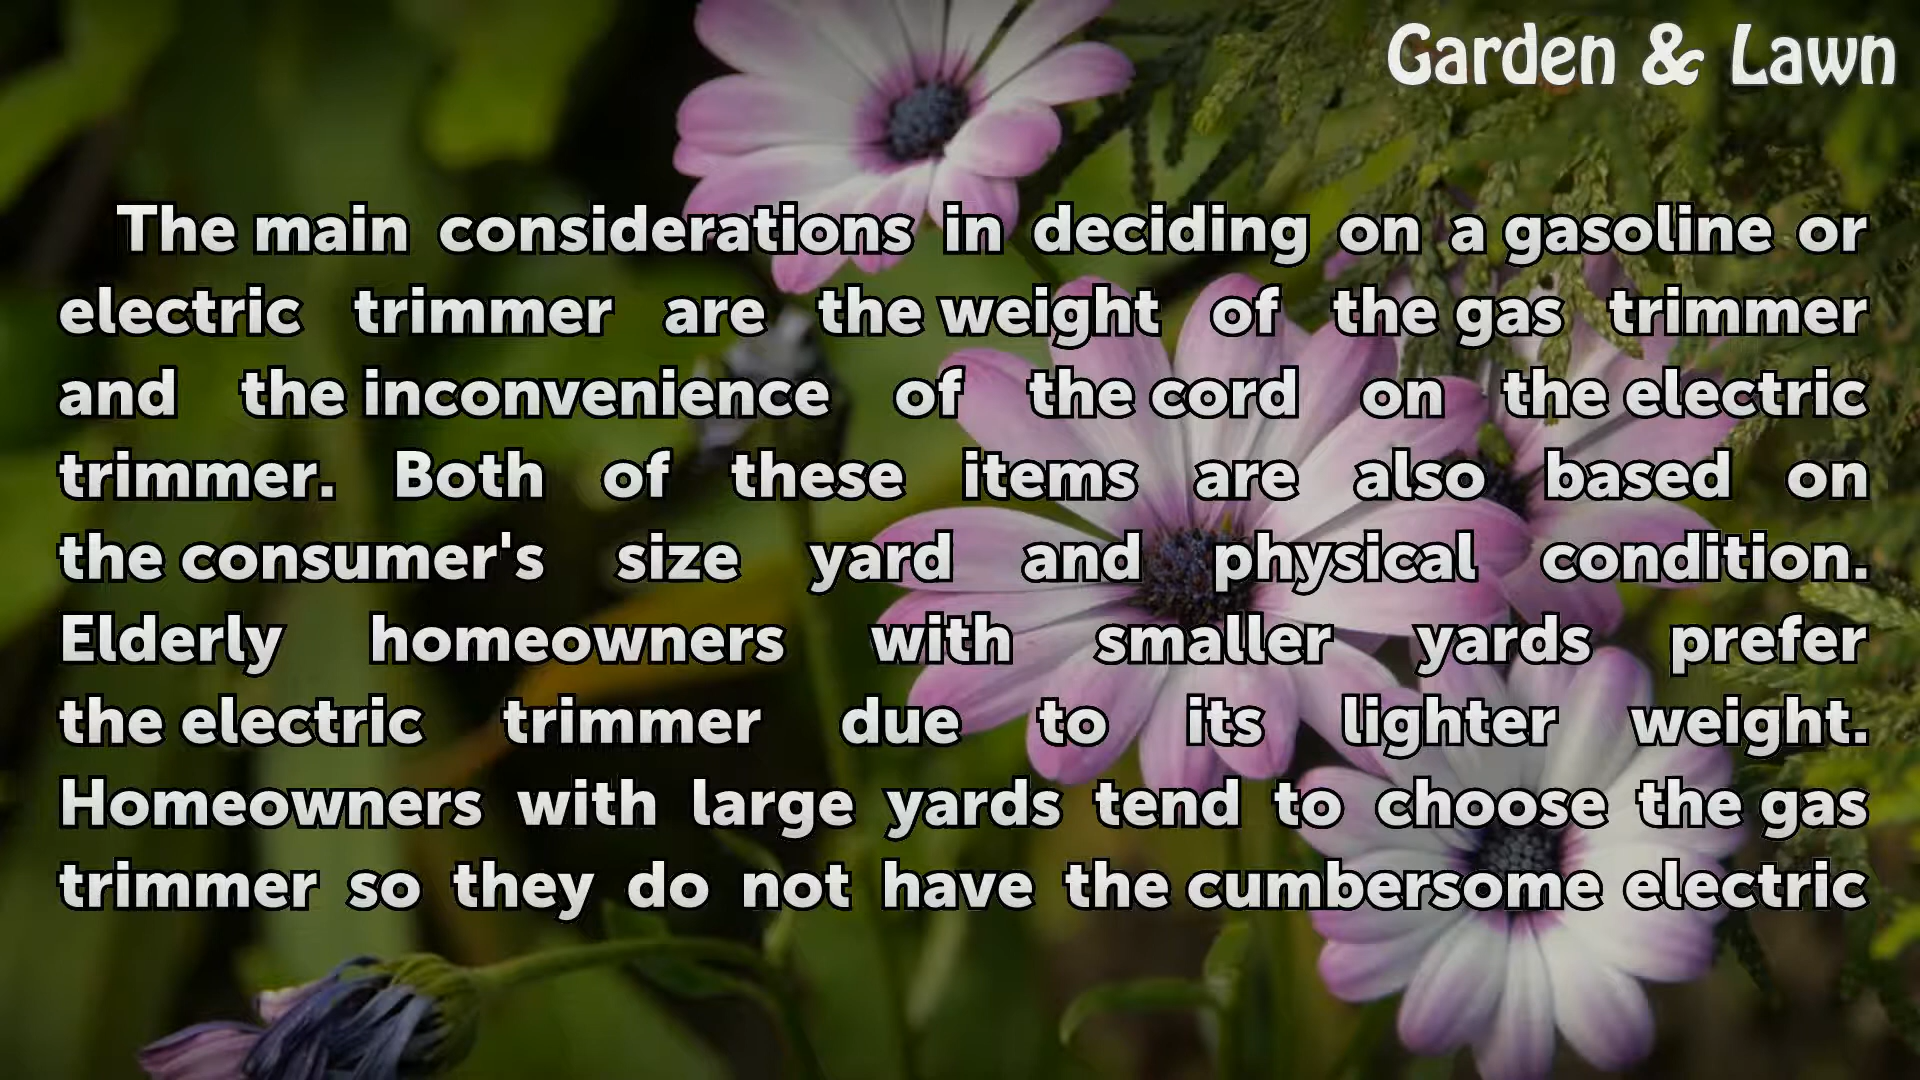 Garden & Lawn
The main considerations in deciding on a gasoline or
electric trimmer are the weight of the gas trimmer
and the inconvenience of the cord on the electric
trimmer. Both of these items are also based on
the consumer's size yard and physical condition.
Elderly homeowners with smaller yards prefer
the electric trimmer due to its lighter weight.
Homeowners with large yards tend to choose the gas
trimmer so they do not have the cumbersome electric